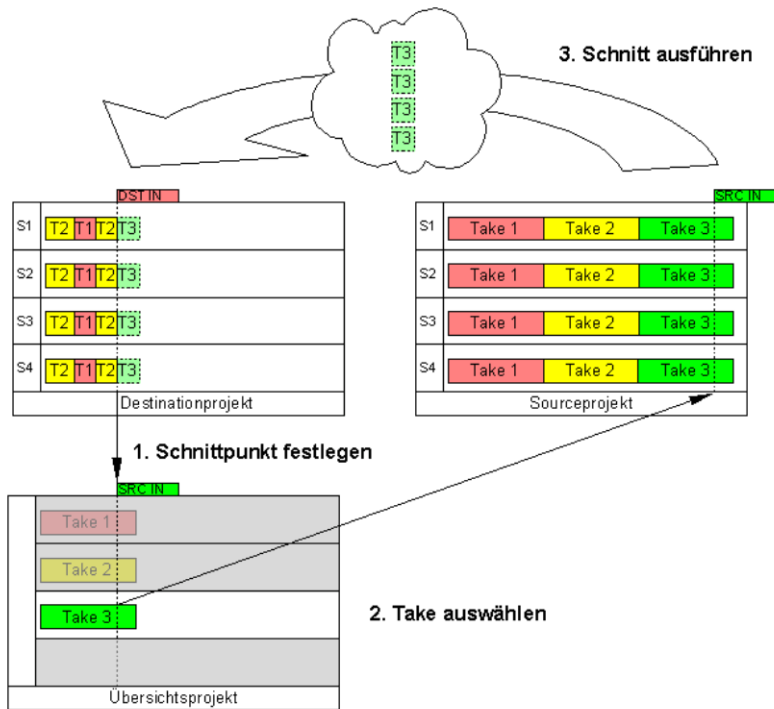 3. Schnitt ausführen
T3
T3
T3
T3
DST IN
S1 T2 T1 T2 T3
S2 T2 T1 T2 T3
S3 T2 T1 T2 T3
S4 T2 T1 T2 T3
Destinationprojekt
SRC IN
S1 Take 1 Take 2 Take 3
S2 Take 1 Take 2 Take 3
S3 Take 1 Take 2 Take 3
S4 Take 1 Take 2 Take 3
Sourceprojekt
1. Schnittpunkt festlegen
SRC IN
Take 1
Take 2
Take 3
2. Take auswählen
Übersichtsprojekt